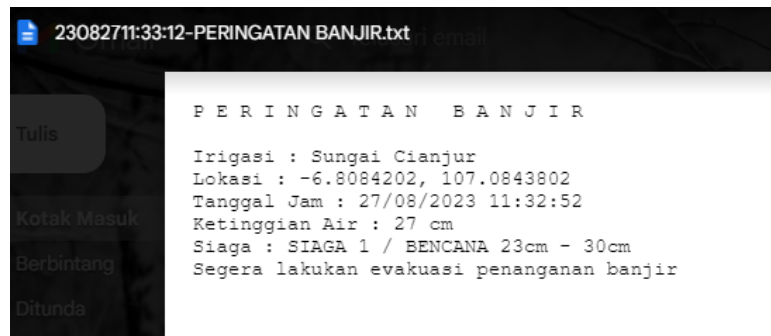 23082711:33:12-PERINGATAN BANJIR.txt
Tulis
Kotak Masuk
Berbintang
Ditunda
P E R I N G A T A N   B A N J I R
Irigasi : Sungai Cianjur
Lokasi : -6.8084202, 107.0843802
Tanggal Jam : 27/08/2023 11:32:52
Ketinggian Air : 27 cm
Siaga : SIAGA 1 / BENCANA 23cm - 30cm
Segera lakukan evakuasi penanganan banjir